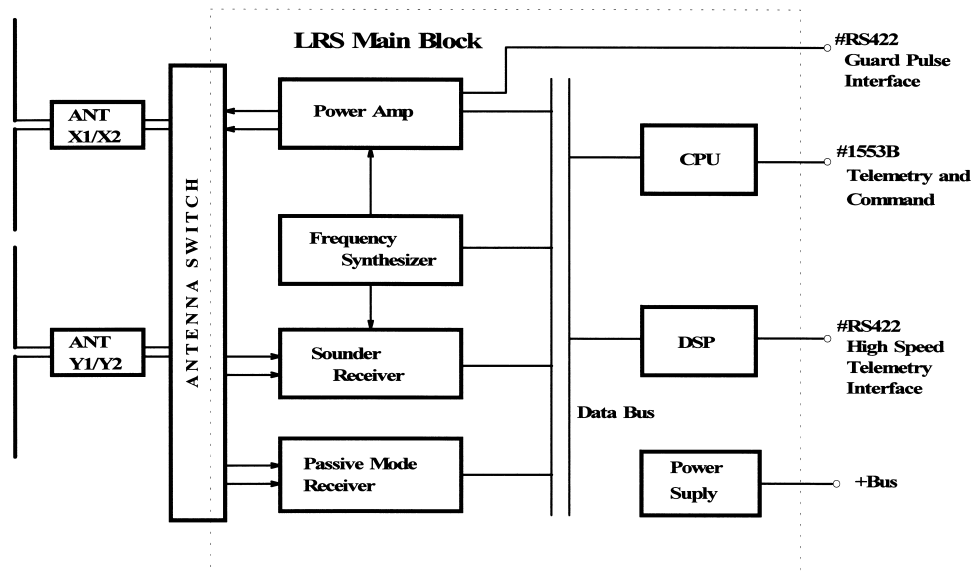 LRS Main Block
#RS422
Guard Pulse
Interface
ANT
X1/X2
Power Amp
CPU
#1553B
Telemetry and
Command
ANTENNA SWITCH
Frequency
Synthesizer
ANT
Y1/Y2
Sounder
Receiver
DSP
#RS422
High Speed
Telemetry
Interface
Data Bus
Passive Mode
Receiver
Power
Suply
+Bus